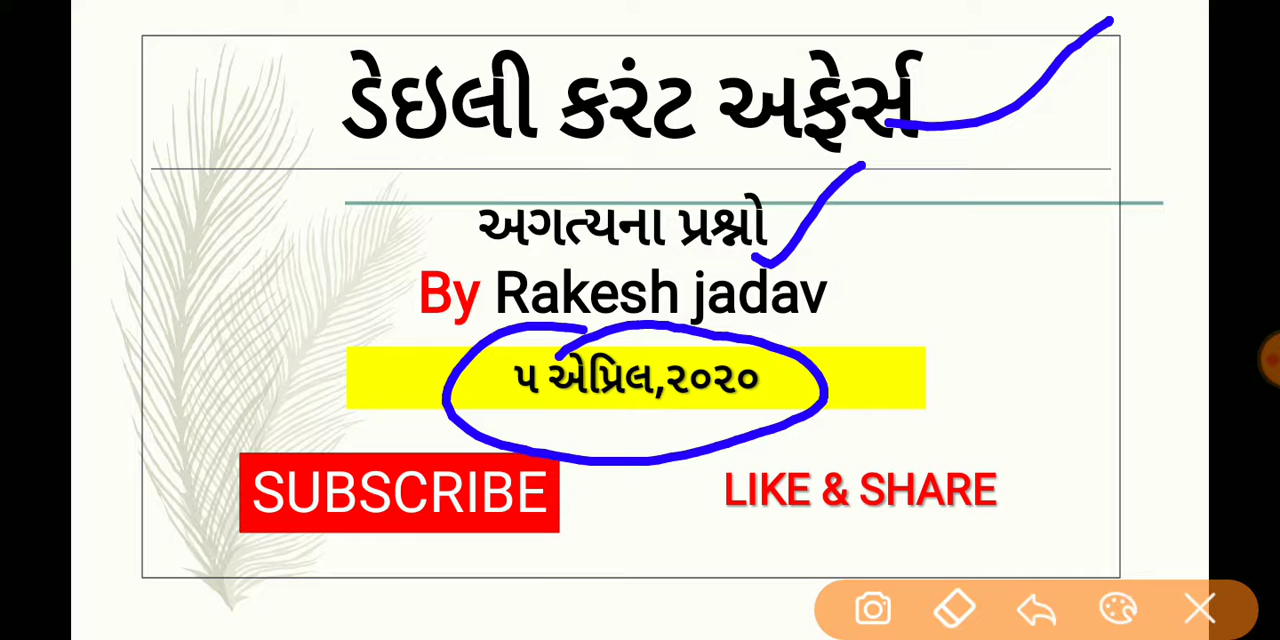 ડેઇલી કરંટ અફેર્સ
અગત્યના પ્રશ્નો
By Rakesh jadav
૫ એપ્રિલ,૨૦૨૦
SUBSCRIBE
LIKE & SHARE